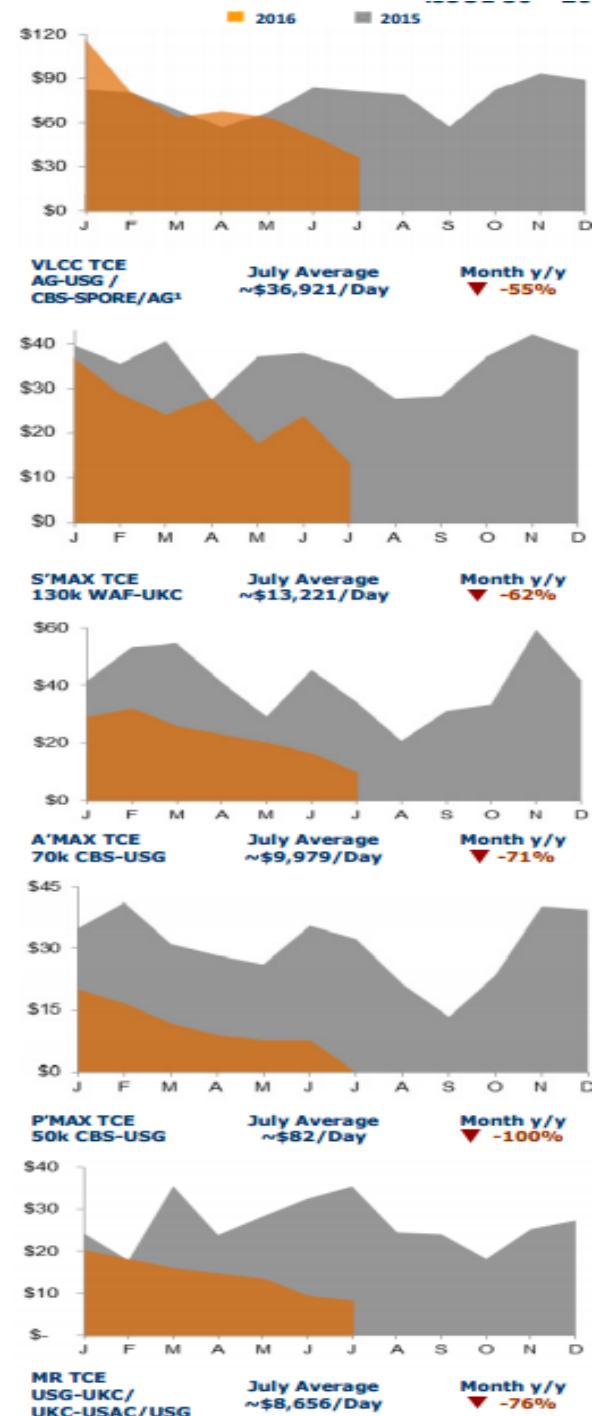 2016 2015
$120
$90
$60
$30
$0
J F M A M J J A S O N D
VLCC TCE
AG-USG /
CBS-SPORE/AG¹
July Average
~$36,921/Day
Month y/y
▼ -55%
$40
$30
$20
$10
$0
J F M A M J J A S O N D
S'MAX TCE
130k WAF-UKC
July Average
~$13,221/Day
Month y/y
▼ -62%
$60
$40
$20
$0
J F M A M J J A S O N D
A'MAX TCE
70k CBS-USG
July Average
~$9,979/Day
Month y/y
▼ -71%
$45
$30
$15
$0
J F M A M J J A S O N D
P'MAX TCE
50k CBS-USG
July Average
~$82/Day
Month y/y
▼ -100%
$40
$30
$20
$10
$-
J F M A M J J A S O N D
MR TCE
USG-UKC/
UKC-USAC/USG
July Average
~$8,656/Day
Month y/y
▼ -76%